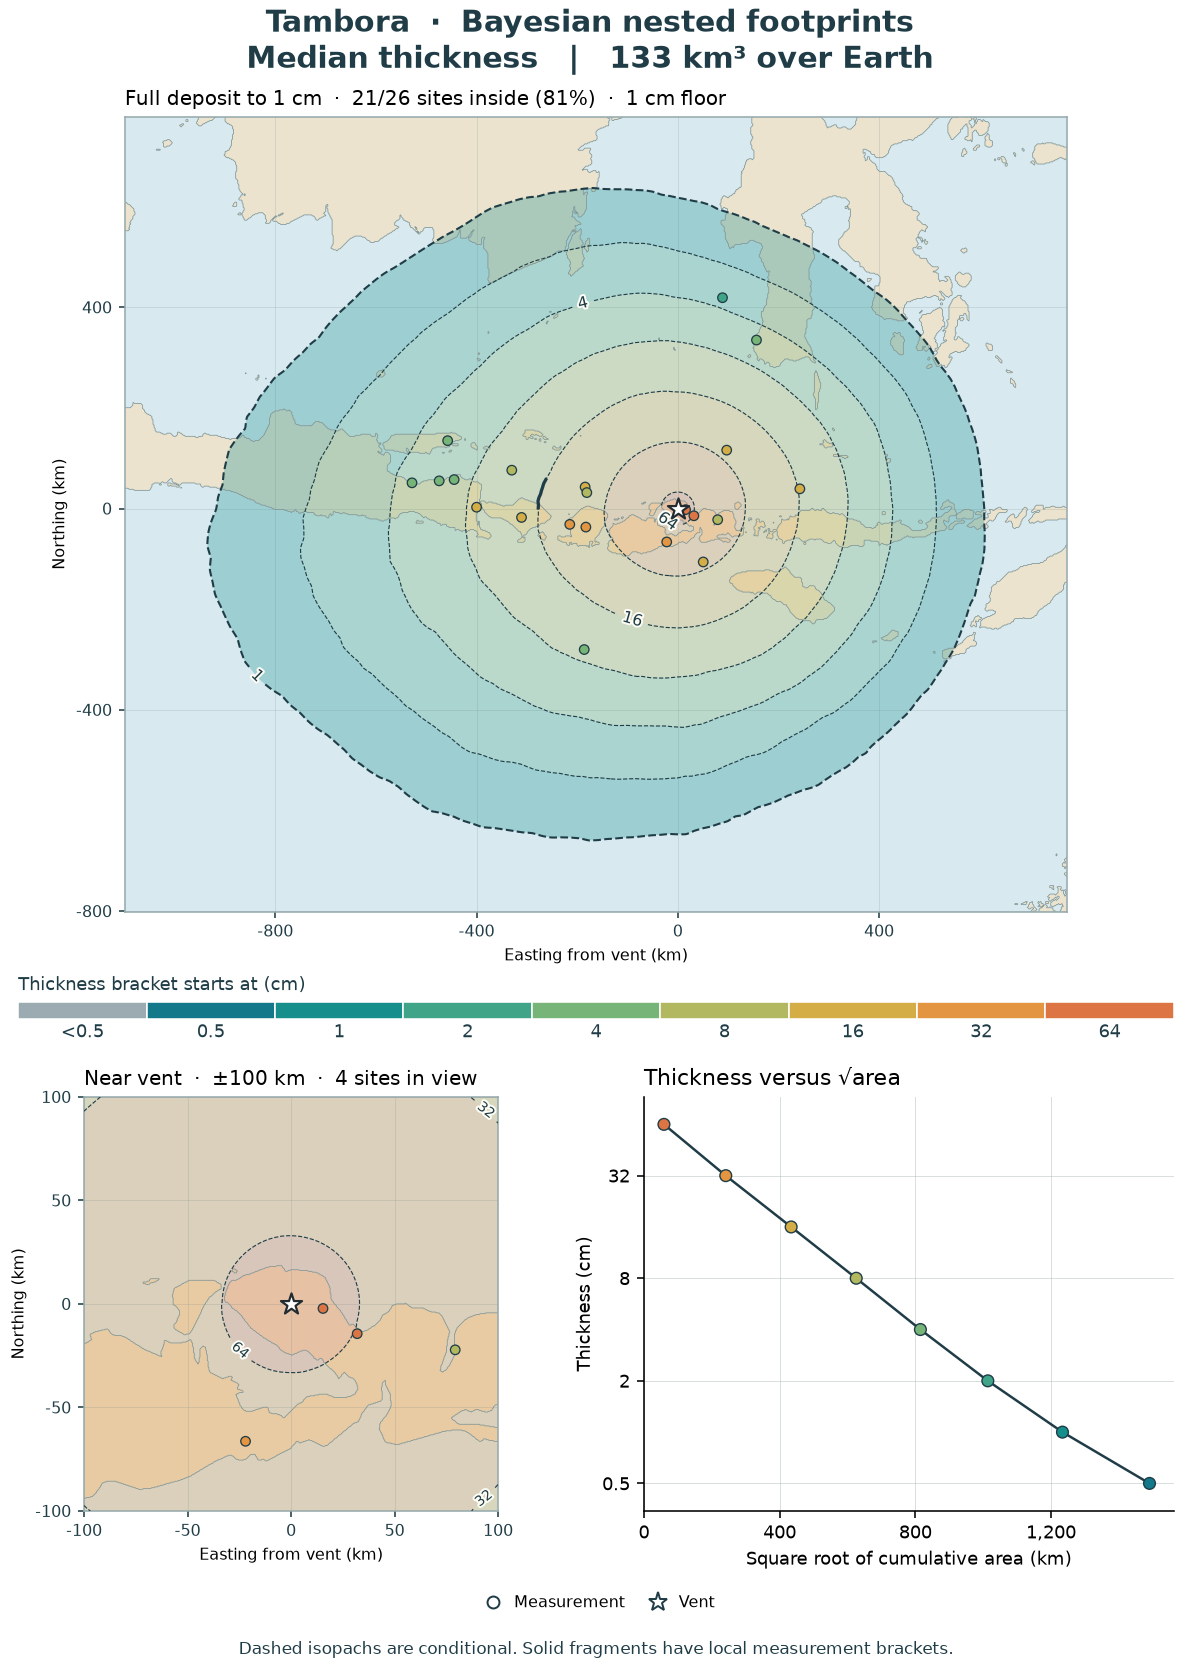 Tambora · Bayesian nested footprints
Median thickness | 133 km³ over Earth
Full deposit to 1 cm · 21/26 sites inside (81%) · 1 cm floor
4
64
16
1
400
0
-400
-800
Northing (km)
-800 -400 0 400
Easting from vent (km)
Thickness bracket starts at (cm)
<0.5 0.5 1 2 4 8 16 32 64
Near vent · ±100 km · 4 sites in view
100
50
0
-50
-100
Northing (km)
32
64
32
-100 -50 0 50 100
Easting from vent (km)
Thickness versus √area
32
8
2
0.5
Thickness (cm)
0 400 800 1,200
Square root of cumulative area (km)
Measurement Vent
Dashed isopachs are conditional. Solid fragments have local measurement brackets.